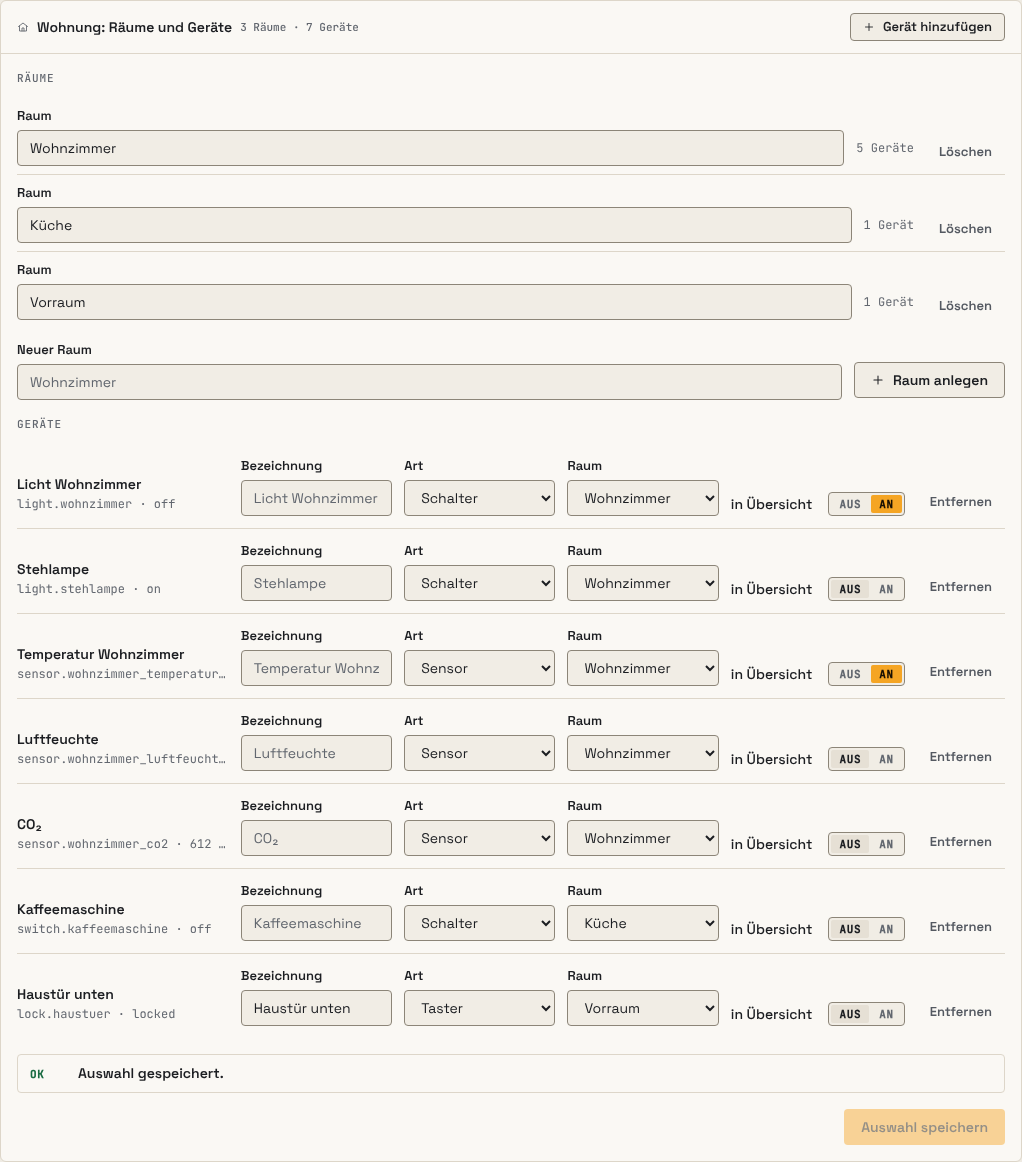 Wohnung: Räume und Geräte 3 Räume · 7 Geräte + Gerät hinzufügen
RÄUME
Raum
Wohnzimmer 5 Geräte Löschen
Raum
Küche 1 Gerät Löschen
Raum
Vorraum 1 Gerät Löschen
Neuer Raum
Wohnzimmer + Raum anlegen
GERÄTE
Bezeichnung Art Raum
Licht Wohnzimmer
light.wohnzimmer · off Licht Wohnzimmer Schalter Wohnzimmer in Übersicht AUS AN Entfernen
Bezeichnung Art Raum
Stehlampe
light.stehlampe · on Stehlampe Schalter Wohnzimmer in Übersicht AUS AN Entfernen
Bezeichnung Art Raum
Temperatur Wohnzimmer
sensor.wohnzimmer_temperatur… Temperatur Wohnz Sensor Wohnzimmer in Übersicht AUS AN Entfernen
Bezeichnung Art Raum
Luftfeuchte
sensor.wohnzimmer_luftfeucht… Luftfeuchte Sensor Wohnzimmer in Übersicht AUS AN Entfernen
Bezeichnung Art Raum
CO₂
sensor.wohnzimmer_co2 · 612 … CO₂ Sensor Wohnzimmer in Übersicht AUS AN Entfernen
Bezeichnung Art Raum
Kaffeemaschine
switch.kaffeemaschine · off Kaffeemaschine Schalter Küche in Übersicht AUS AN Entfernen
Bezeichnung Art Raum
Haustür unten
lock.haustuer · locked Haustür unten Taster Vorraum in Übersicht AUS AN Entfernen
OK Auswahl gespeichert.
Auswahl speichern